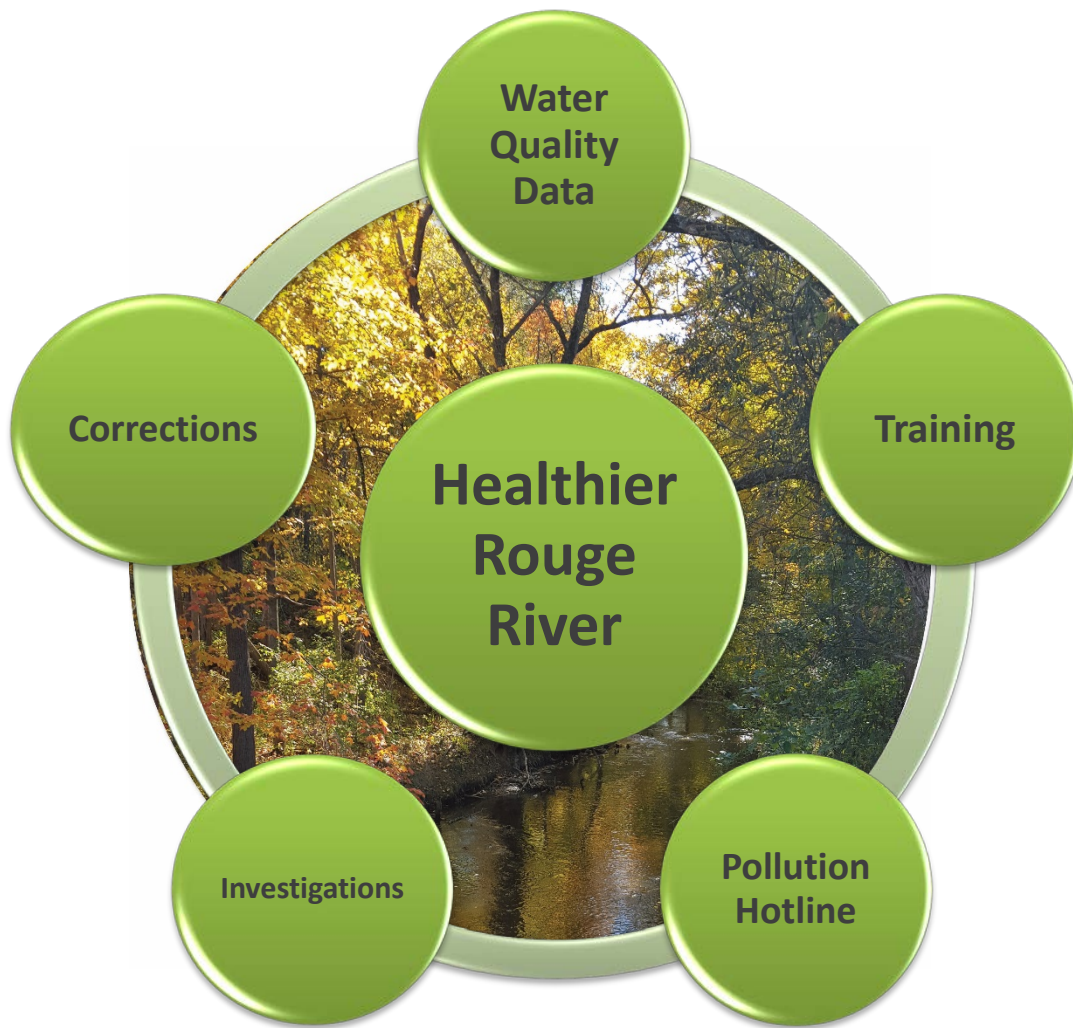 Water
Quality
Data
Training
Pollution
Hotline
Investigations
Corrections
Healthier
Rouge
River